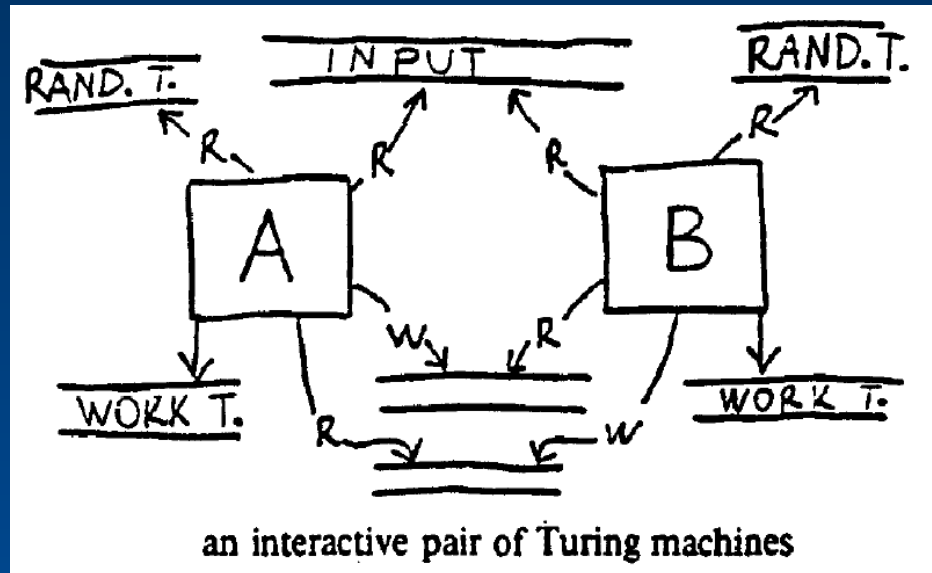 RAND. T.
INPUT
RAND. T.
R
R
R
R
A
B
W
R
WORK T.
WORK T.
R
W
an interactive pair of Turing machines